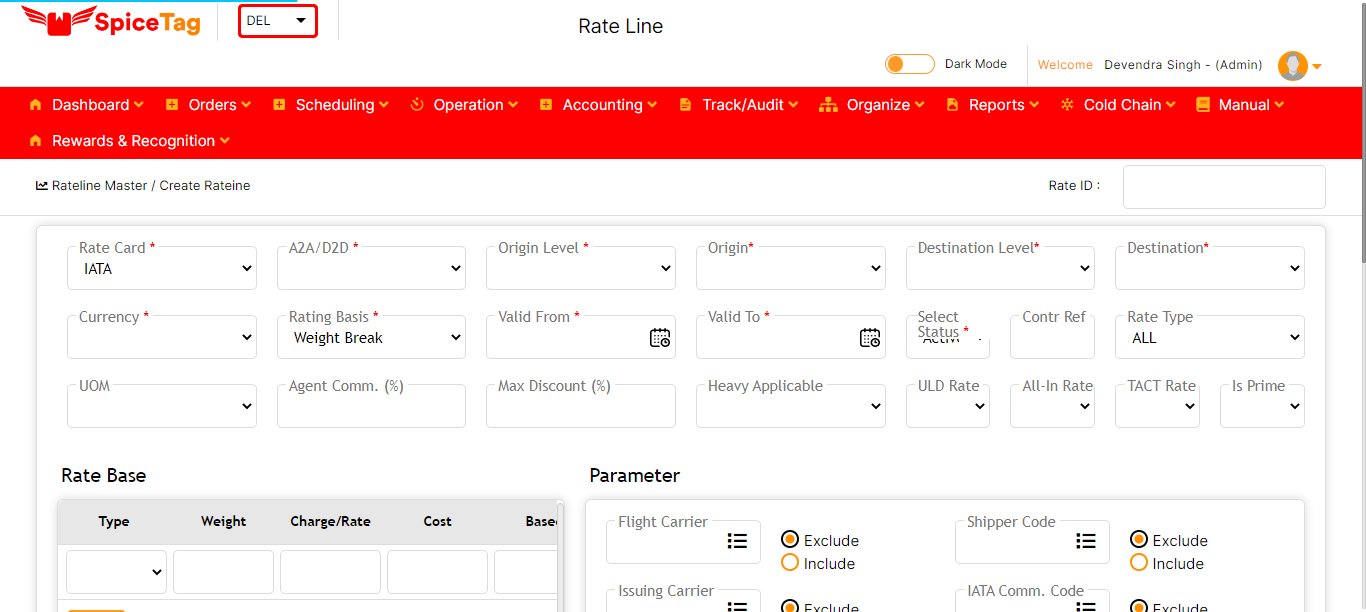 SpiceTag
DEL
Rate Line
Dark Mode
Welcome Devendra Singh - (Admin)
Dashboard Orders Scheduling Operation Accounting Track/Audit Organize Reports Cold Chain Manual
Rewards & Recognition
Rateline Master / Create Rateine
Rate ID :
Rate Card * A2A/D2D * Origin Level * Origin* Destination Level* Destination*
IATA
Currency * Rating Basis * Valid From * Valid To * Select Status * Contr Ref Rate Type
Weight Break ALL
UOM Agent Comm. (%) Max Discount (%) Heavy Applicable ULD Rate All-In Rate TACT Rate Is Prime
Rate Base
Type Weight Charge/Rate Cost
Parameter
Flight Carrier Exclude Shipper Code Exclude
Include Include
Issuing Carrier Exclude IATA Comm. Code Exclude